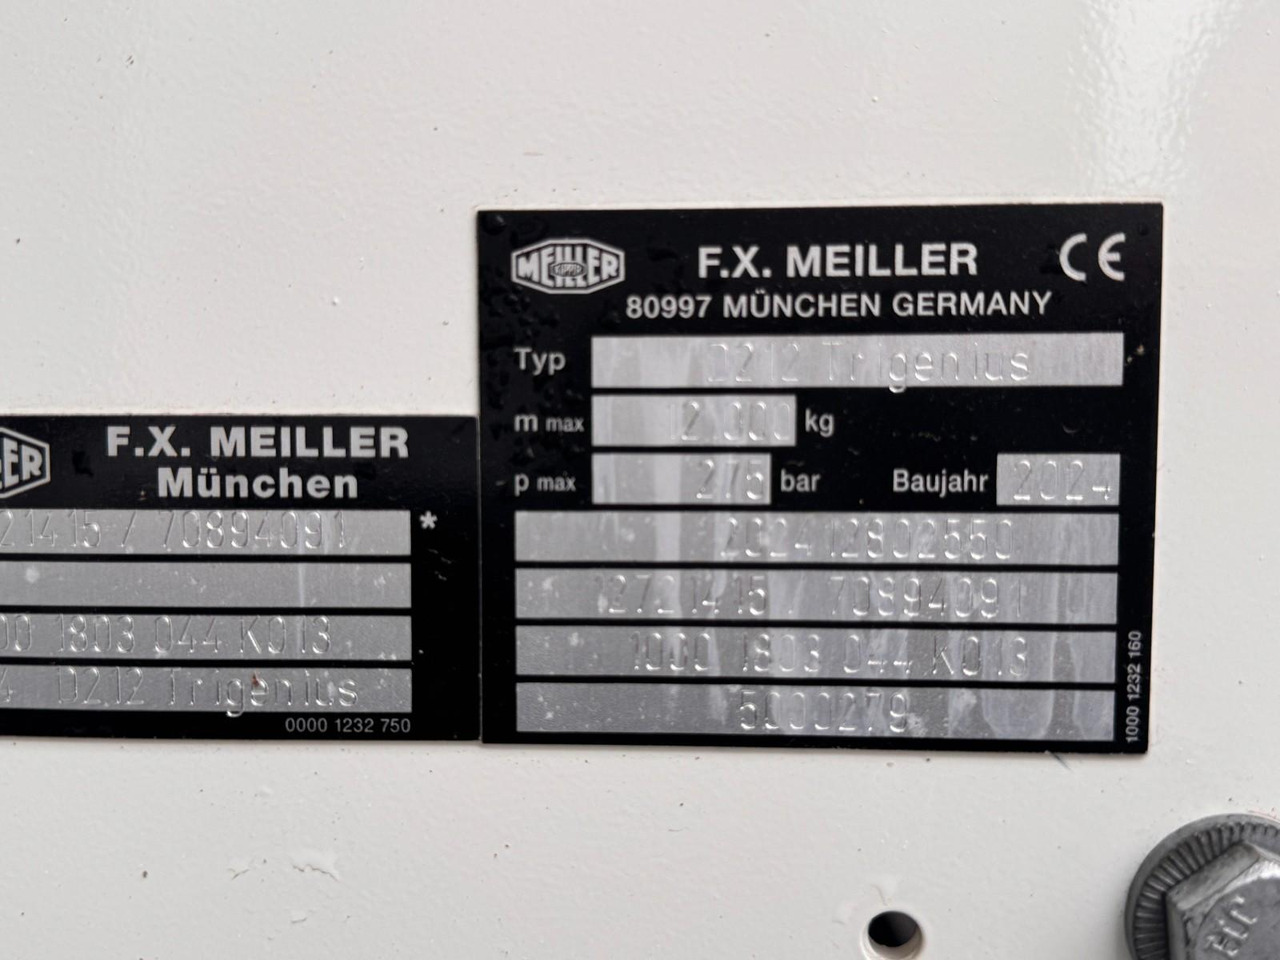 MEILLER
KIPPER
F.X. MEILLER
CE
80997 MÜNCHEN GERMANY
Typ D212 Trigenius
m max 12.000 kg
p max 275 bar Baujahr 2024
202412802550
12721415 / 70894091
1000 1803 044 K013
5000279
1000 1232 160
F.X. MEILLER
München
21415 / 70894091 *
00 1803 044 K013
4 D212 Trigenius
0000 1232 750